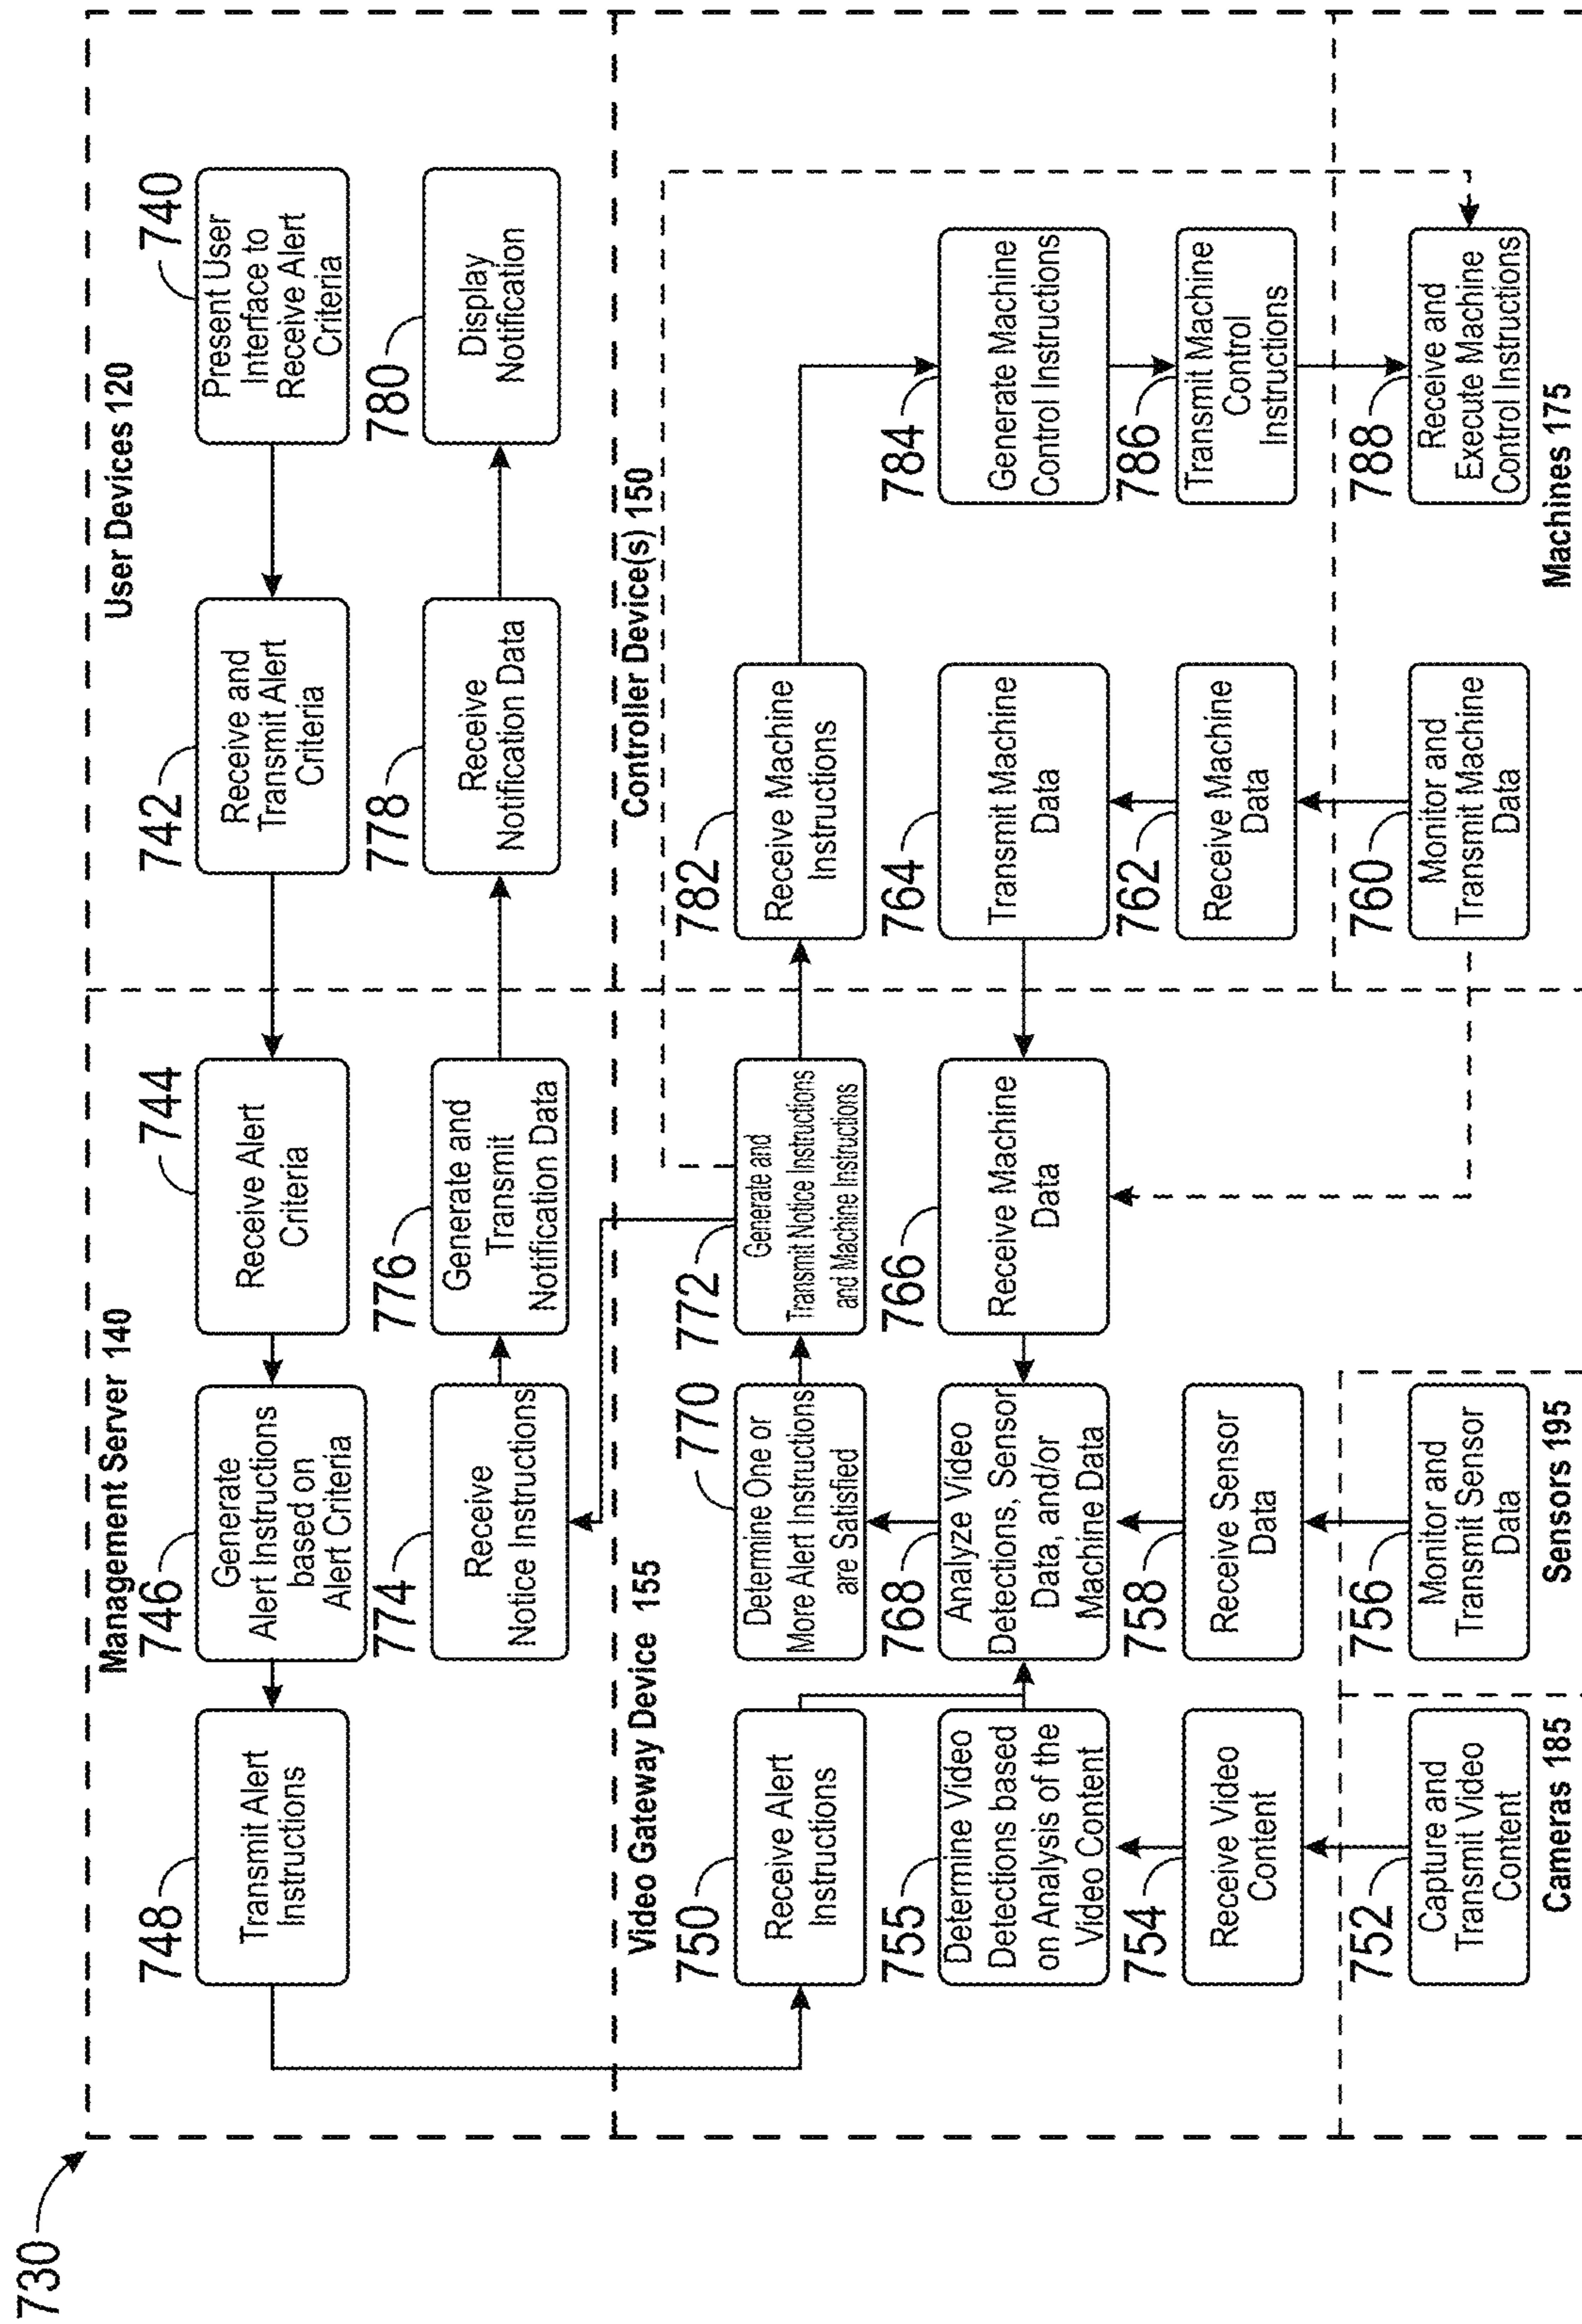 730
Management Server 140
User Devices 120
748
Transmit Alert
Instructions
746
Generate
Alert Instructions
based on
Alert Criteria
744
Receive Alert
Criteria
742
Receive and
Transmit Alert
Criteria
740
Present User
Interface to
Receive Alert
Criteria
774
Receive
Notice Instructions
776
Generate and
Transmit
Notification Data
778
Receive
Notification Data
780
Display
Notification
Video Gateway Device 155
Controller Device(s) 150
750
Receive Alert
Instructions
770
Determine One or
More Alert Instructions
are Satisfied
772
Generate and
Transmit Notice Instructions
and Machine Instructions
782
Receive Machine
Instructions
755
Determine Video
Detections based
on Analysis of the
Video Content
768
Analyze Video
Detections, Sensor
Data, and/or
Machine Data
766
Receive Machine
Data
764
Transmit Machine
Data
784
Generate Machine
Control Instructions
754
Receive Video
Content
758
Receive Sensor
Data
762
Receive Machine
Data
786
Transmit Machine
Control
Instructions
752
Capture and
Transmit Video
Content
756
Monitor and
Transmit Sensor
Data
760
Monitor and
Transmit Machine
Data
788
Receive and
Execute Machine
Control Instructions
Cameras 185
Sensors 195
Machines 175